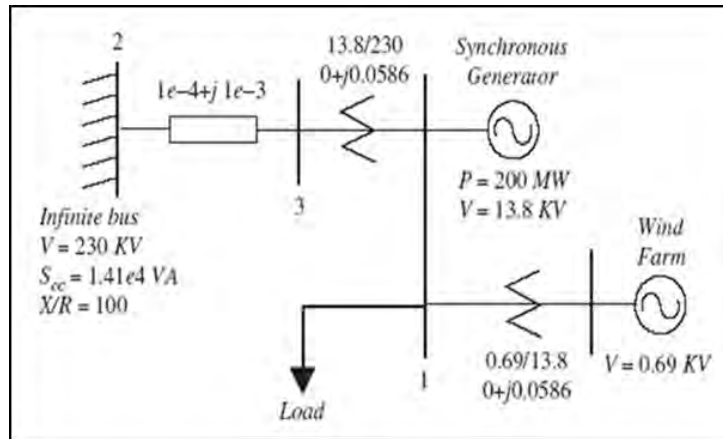 2
13.8/230
0+j0.0586
Synchronous
Generator
1e–4+j 1e–3
3
P = 200 MW
V = 13.8 KV
Infinite bus
V = 230 KV
Scc = 1.41e4 VA
X/R = 100
Wind
Farm
0.69/13.8
0+j0.0586
V = 0.69 KV
Load
1